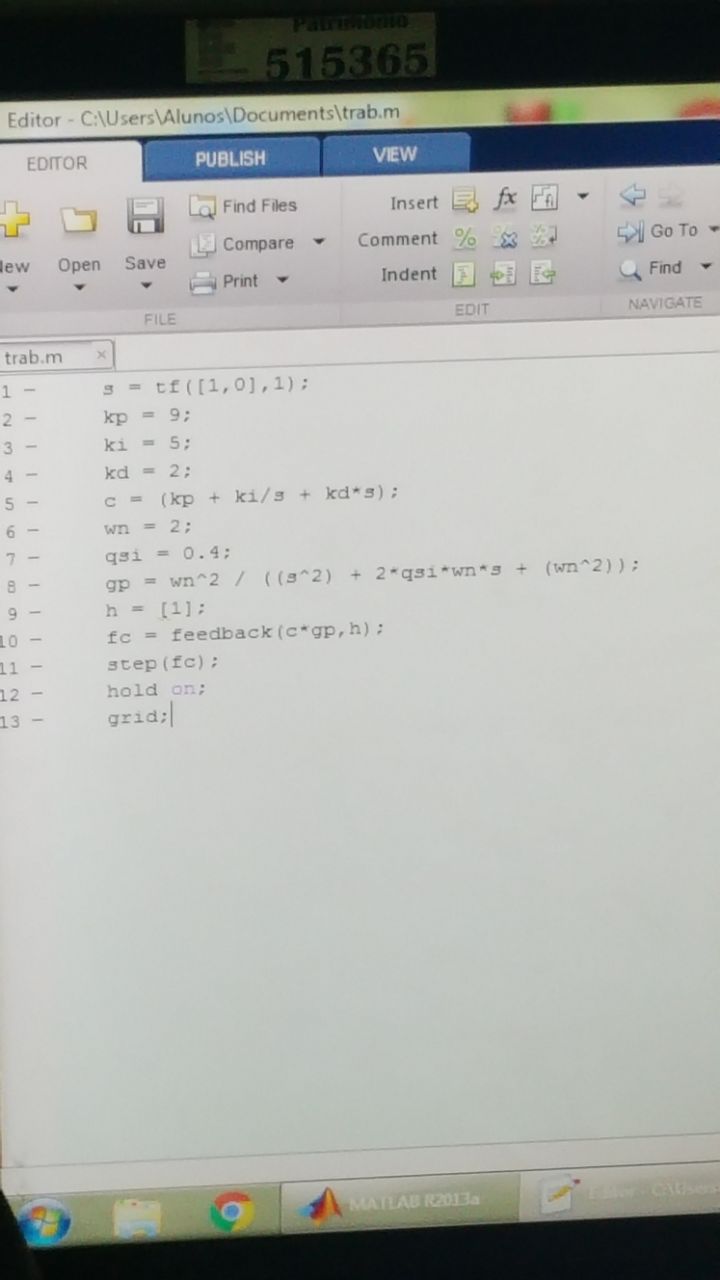 Patrimônio
515365
Editor - C:\Users\Alunos\Documents\trab.m
EDITOR PUBLISH VIEW
New Open Save
Find Files
Compare
Print
FILE
Insert fx
Comment
Indent
EDIT
Go To
Find
NAVIGATE
trab.m ×
1 - s = tf([1,0],1);
2 - kp = 9;
3 - ki = 5;
4 - kd = 2;
5 - c = (kp + ki/s + kd*s);
6 - wn = 2;
7 - qsi = 0.4;
8 - gp = wn^2 / ((s^2) + 2*qsi*wn*s + (wn^2));
9 - h = [1];
10 - fc = feedback(c*gp,h);
11 - step(fc);
12 - hold on;
13 - grid;
MATLAB R2013a
Editor - C:\Users